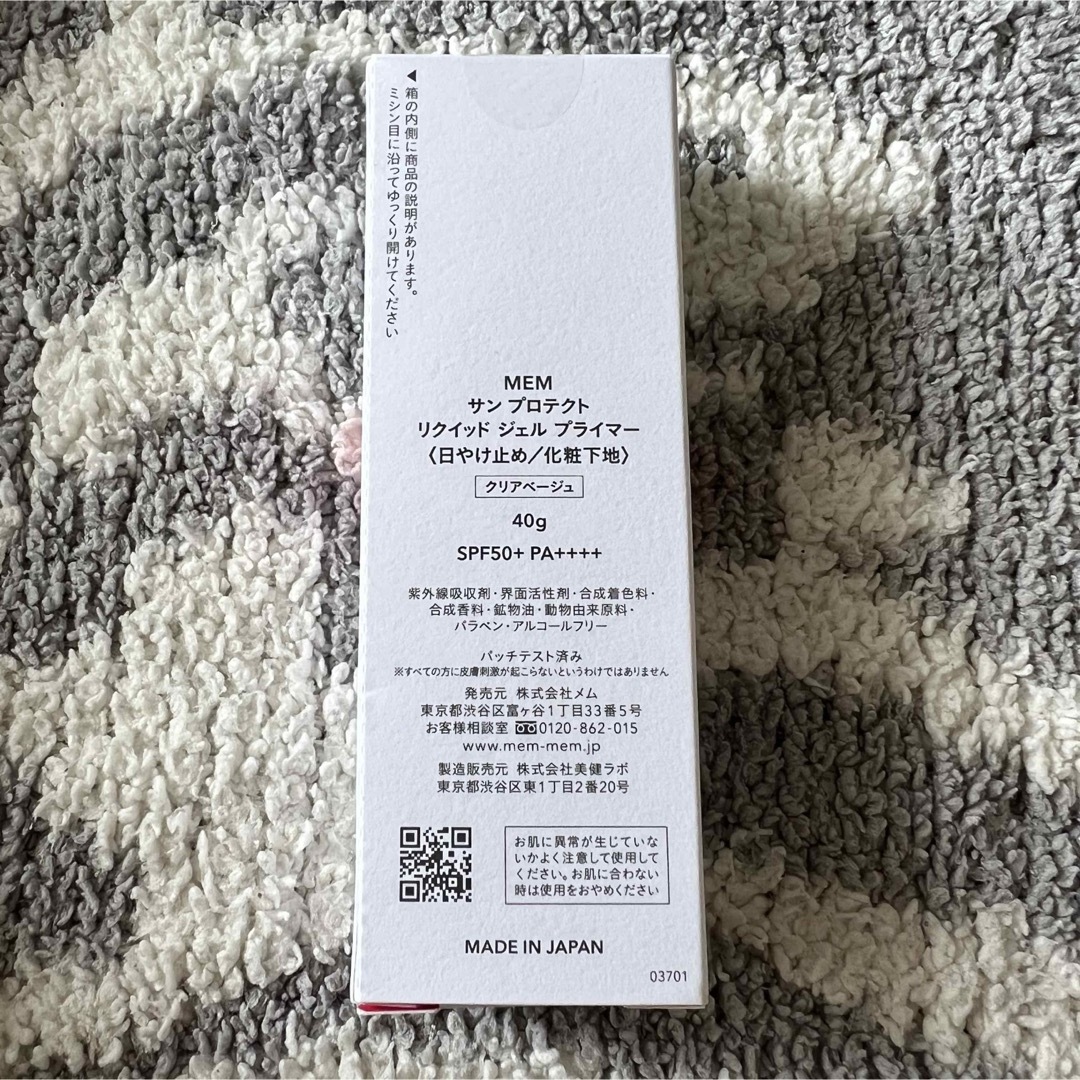 ◀箱の内側に商品の説明があります。
ミシン目に沿ってゆっくり開けてください
MEM
サン プロテクト
リクイッド ジェル プライマー
〈日やけ止め/化粧下地〉
クリアベージュ
40g
SPF50+ PA++++
紫外線吸収剤・界面活性剤・合成着色料・
合成香料・鉱物油・動物由来原料・
パラベン・アルコールフリー
パッチテスト済み
※すべての方に皮膚刺激が起こらないというわけではありません
発売元 株式会社メム
東京都渋谷区富ヶ谷1丁目33番5号
お客様相談室 0120-862-015
www.mem-mem.jp
製造販売元 株式会社美健ラボ
東京都渋谷区東1丁目2番20号
お肌に異常が生じていな
いかよく注意して使用して
ください。お肌に合わない
時は使用をおやめください
MADE IN JAPAN
03701